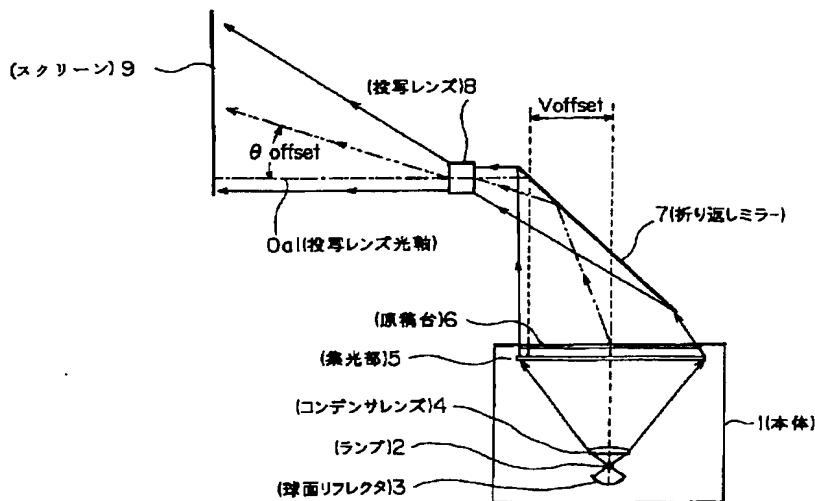 (スクリーン)9
(投写レンズ)8
Voffset
θ offset
7(折り返しミラー)
Oa1(投写レンズ光軸)
(原稿台)6
(集光部)5
(コンデンサレンズ)4
1(本体)
(ランプ)2
(球面リフレクタ)3